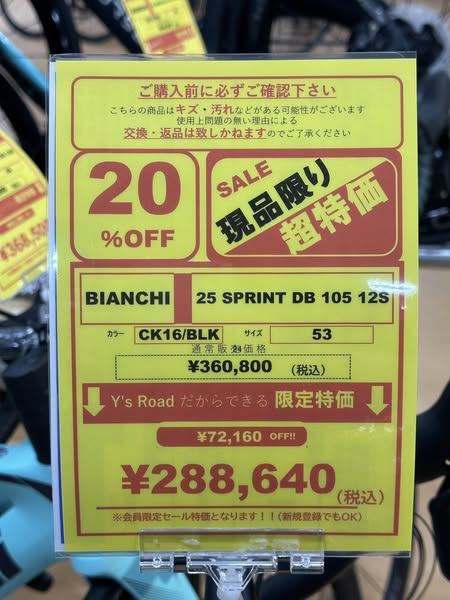 ご購入前に必ずご確認下さい
こちらの商品はキズ・汚れなどがある可能性がございます
使用上問題の無い理由による
交換・返品は致しかねますのでご了承ください
20
%OFF
SALE
現品限り
超特価
BIANCHI
25 SPRINT DB 105 12S
カラー CK16/BLK サイズ 53
通常販売価格
¥360,800 (税込)
Y's Roadだからできる 限定特価
¥72,160 OFF!!
¥288,640(税込)
※会員限定セール特価となります！！(新規登録でもOK)